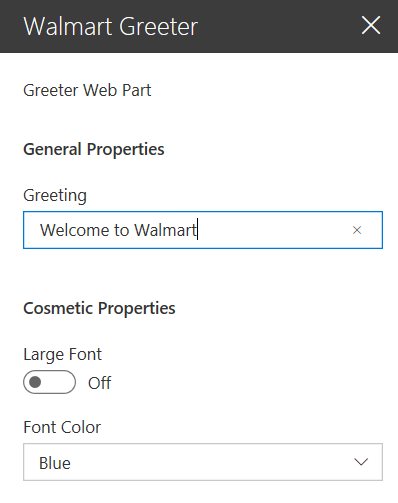 Walmart Greeter
Greeter Web Part
General Properties
Greeting
Welcome to Walmart
Cosmetic Properties
Large Font
Off
Font Color
Blue